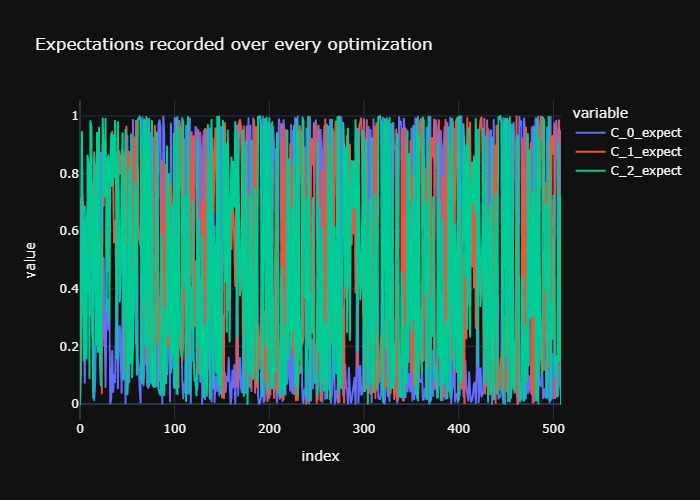 Expectations recorded over every optimization
variable
C_0_expect
C_1_expect
C_2_expect
1
0.8
0.6
0.4
0.2
0
value
0 100 200 300 400 500
index